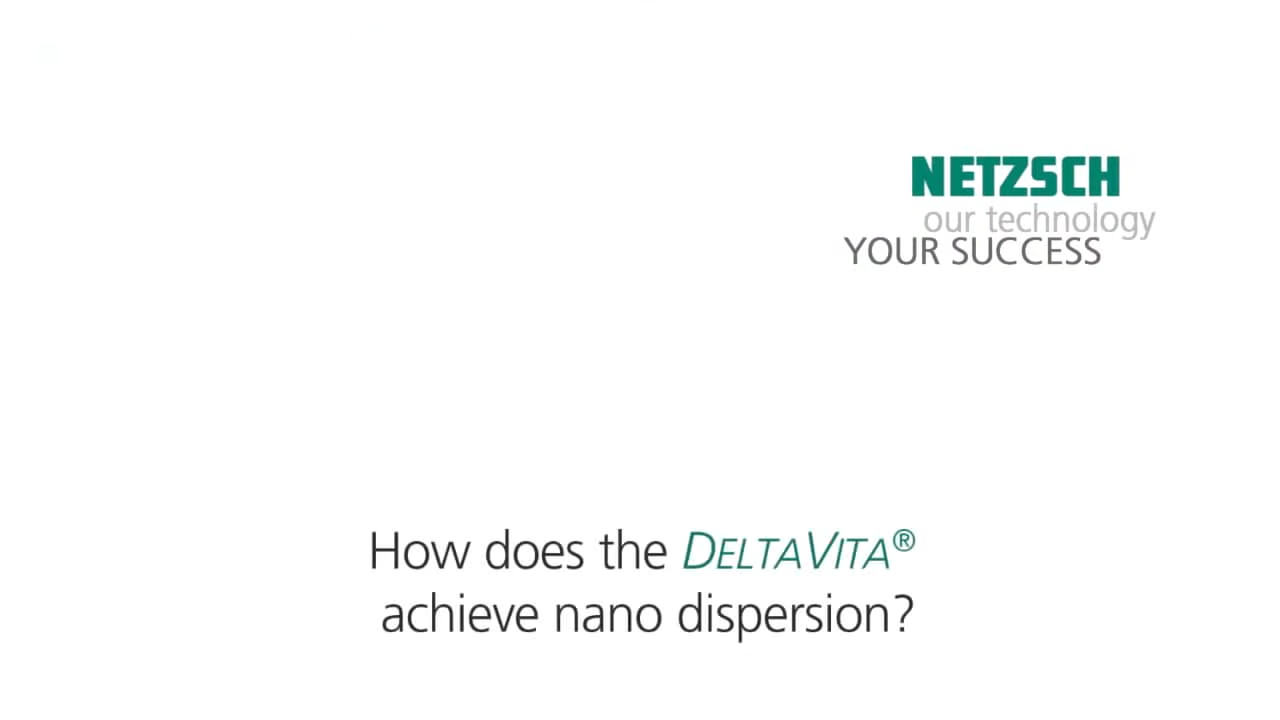 NETZSCH
our technology
YOUR SUCCESS
How does the DELTAVITA®
achieve nano dispersion?